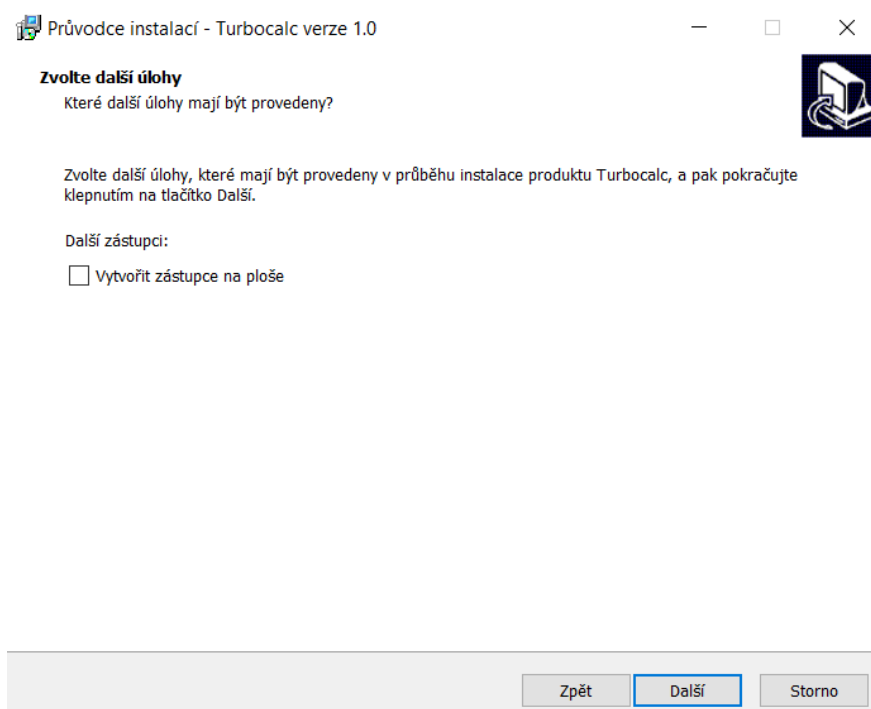 Průvodce instalací - Turbocalc verze 1.0
Zvolte další úlohy
Které další úlohy mají být provedeny?
Zvolte další úlohy, které mají být provedeny v průběhu instalace produktu Turbocalc, a pak pokračujte
klepnutím na tlačítko Další.
Další zástupci:
Vytvořit zástupce na ploše
Zpět Další Storno